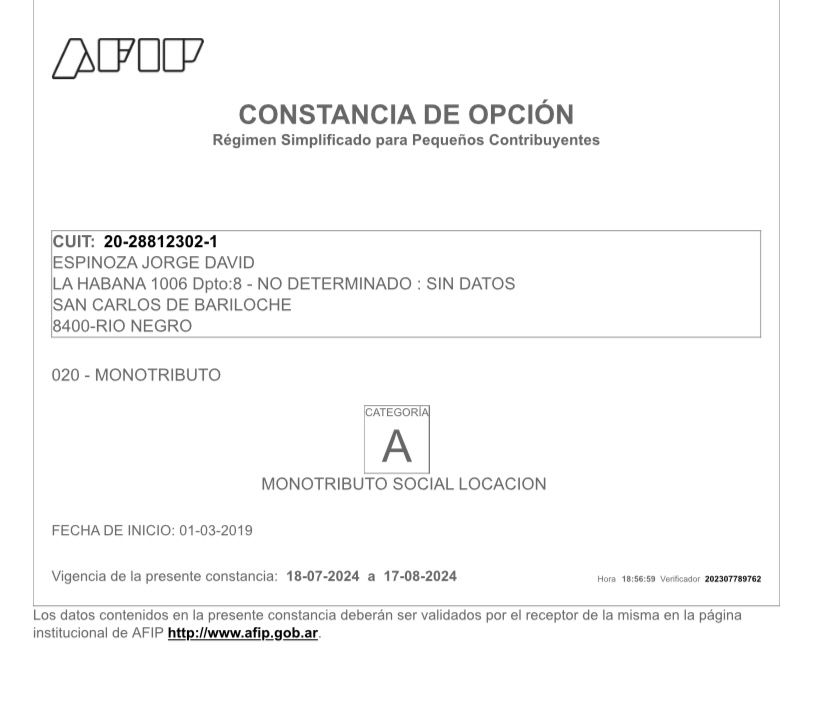 AFIP
CONSTANCIA DE OPCIÓN
Régimen Simplificado para Pequeños Contribuyentes
CUIT: 20-28812302-1
ESPINOZA JORGE DAVID
LA HABANA 1006 Dpto:8 - NO DETERMINADO : SIN DATOS
SAN CARLOS DE BARILOCHE
8400-RIO NEGRO
020 - MONOTRIBUTO
CATEGORÍA
A
MONOTRIBUTO SOCIAL LOCACION
FECHA DE INICIO: 01-03-2019
Vigencia de la presente constancia: 18-07-2024 a 17-08-2024
Hora 18:56:59 Verificador 202307789762
Los datos contenidos en la presente constancia deberán ser validados por el receptor de la misma en la página
institucional de AFIP http://www.afip.gob.ar.